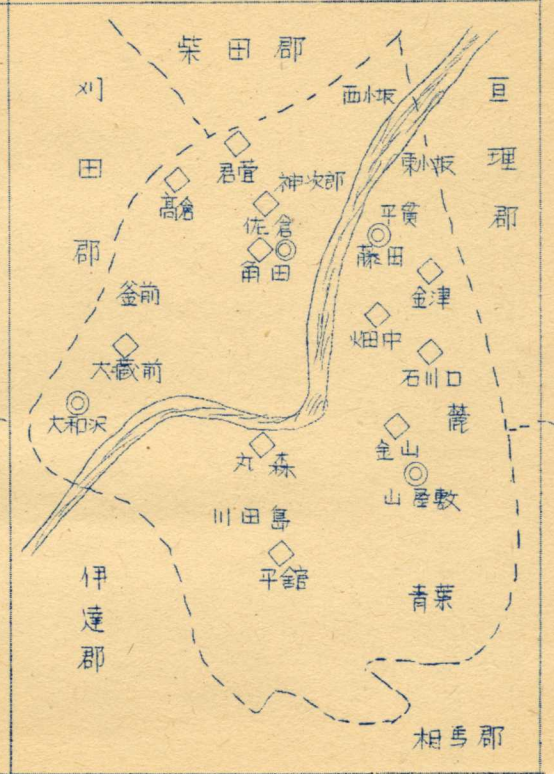 柴田郡
刈田郡
亘理郡
西小坂
東小坂
君萱
神次郎
高倉
佐倉
角田
平貫
藤田
金津
釜前
畑中
大蔵前
石川口
大和沢
麓
金山
丸森
山屋敷
川田島
平舘
青葉
伊達郡
相馬郡